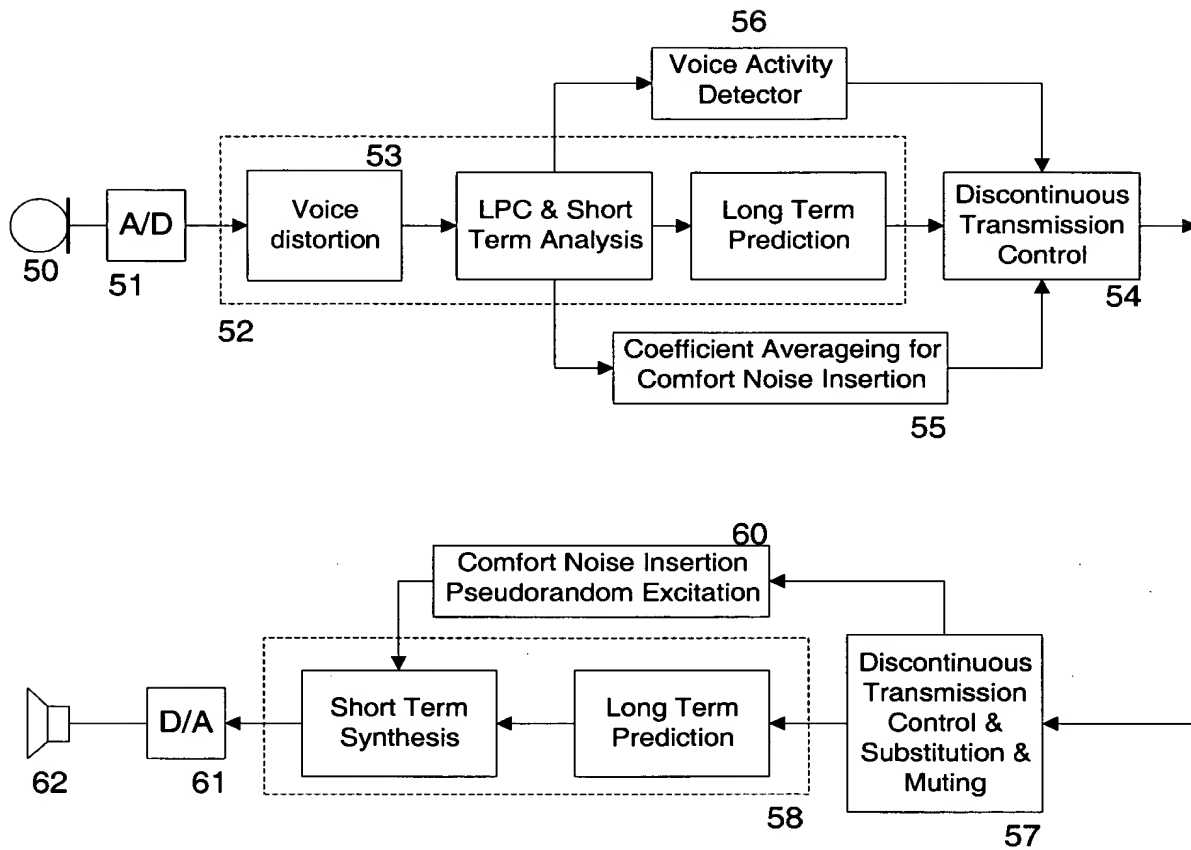 56
Voice Activity
Detector
53
Voice
distortion
LPC & Short
Term Analysis
Long Term
Prediction
Discontinuous
Transmission
Control
A/D
50
51
52
54
Coefficient Averageing for
Comfort Noise Insertion
55
60
Comfort Noise Insertion
Pseudorandom Excitation
Discontinuous
Transmission
Control &
Substitution &
Muting
Short Term
Synthesis
Long Term
Prediction
D/A
62
61
58
57